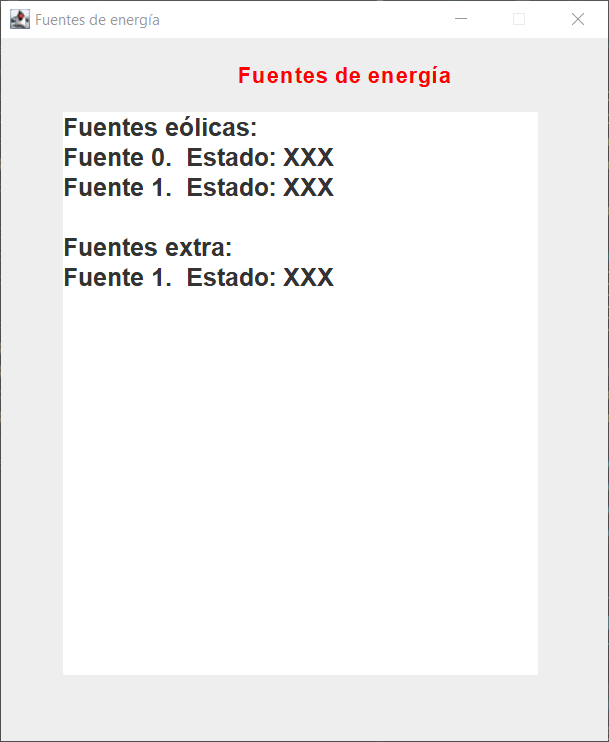 Fuentes de energía
Fuentes de energía
Fuentes eólicas:
Fuente 0.  Estado: XXX
Fuente 1.  Estado: XXX
Fuentes extra:
Fuente 1.  Estado: XXX